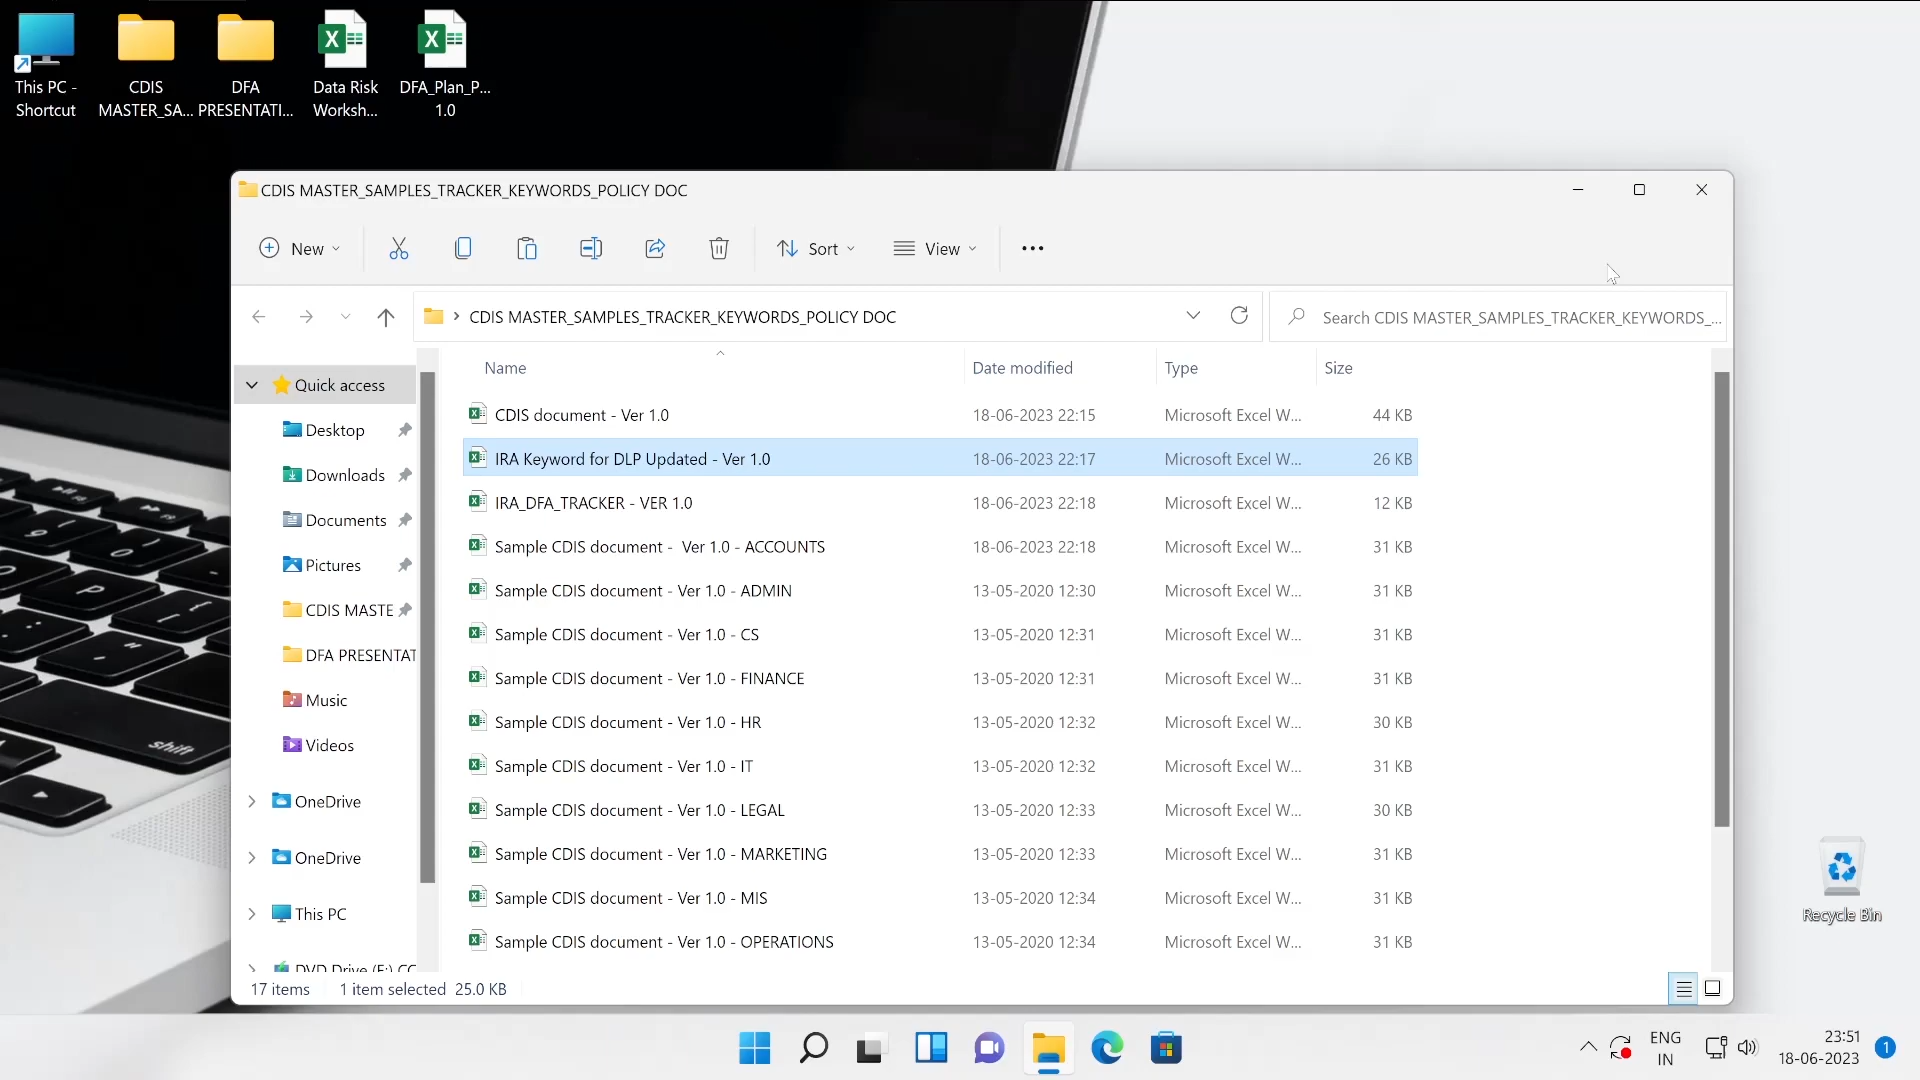 This PC -
Shortcut
CDIS
MASTER_SA...
DFA
PRESENTATI...
Data Risk
Worksh...
DFA_Plan_P...
1.0
CDIS MASTER_SAMPLES_TRACKER_KEYWORDS_POLICY DOC
New
Sort
View
CDIS MASTER_SAMPLES_TRACKER_KEYWORDS_POLICY DOC
Search CDIS MASTER_SAMPLES_TRACKER_KEYWORDS_...
Quick access
Desktop
Downloads
Documents
Pictures
CDIS MASTE
DFA PRESENTAT
Music
Videos
OneDrive
OneDrive
This PC
DVD Drive (F:) CC
Name Date modified Type Size
CDIS document - Ver 1.0 18-06-2023 22:15 Microsoft Excel W... 44 KB
IRA Keyword for DLP Updated - Ver 1.0 18-06-2023 22:17 Microsoft Excel W... 26 KB
IRA_DFA_TRACKER - VER 1.0 18-06-2023 22:18 Microsoft Excel W... 12 KB
Sample CDIS document - Ver 1.0 - ACCOUNTS 18-06-2023 22:18 Microsoft Excel W... 31 KB
Sample CDIS document - Ver 1.0 - ADMIN 13-05-2020 12:30 Microsoft Excel W... 31 KB
Sample CDIS document - Ver 1.0 - CS 13-05-2020 12:31 Microsoft Excel W... 31 KB
Sample CDIS document - Ver 1.0 - FINANCE 13-05-2020 12:31 Microsoft Excel W... 31 KB
Sample CDIS document - Ver 1.0 - HR 13-05-2020 12:32 Microsoft Excel W... 30 KB
Sample CDIS document - Ver 1.0 - IT 13-05-2020 12:32 Microsoft Excel W... 31 KB
Sample CDIS document - Ver 1.0 - LEGAL 13-05-2020 12:33 Microsoft Excel W... 30 KB
Sample CDIS document - Ver 1.0 - MARKETING 13-05-2020 12:33 Microsoft Excel W... 31 KB
Sample CDIS document - Ver 1.0 - MIS 13-05-2020 12:34 Microsoft Excel W... 31 KB
Sample CDIS document - Ver 1.0 - OPERATIONS 13-05-2020 12:34 Microsoft Excel W... 31 KB
17 items 1 item selected 25.0 KB
shift
Recycle Bin
ENG
IN
23:51
18-06-2023
1